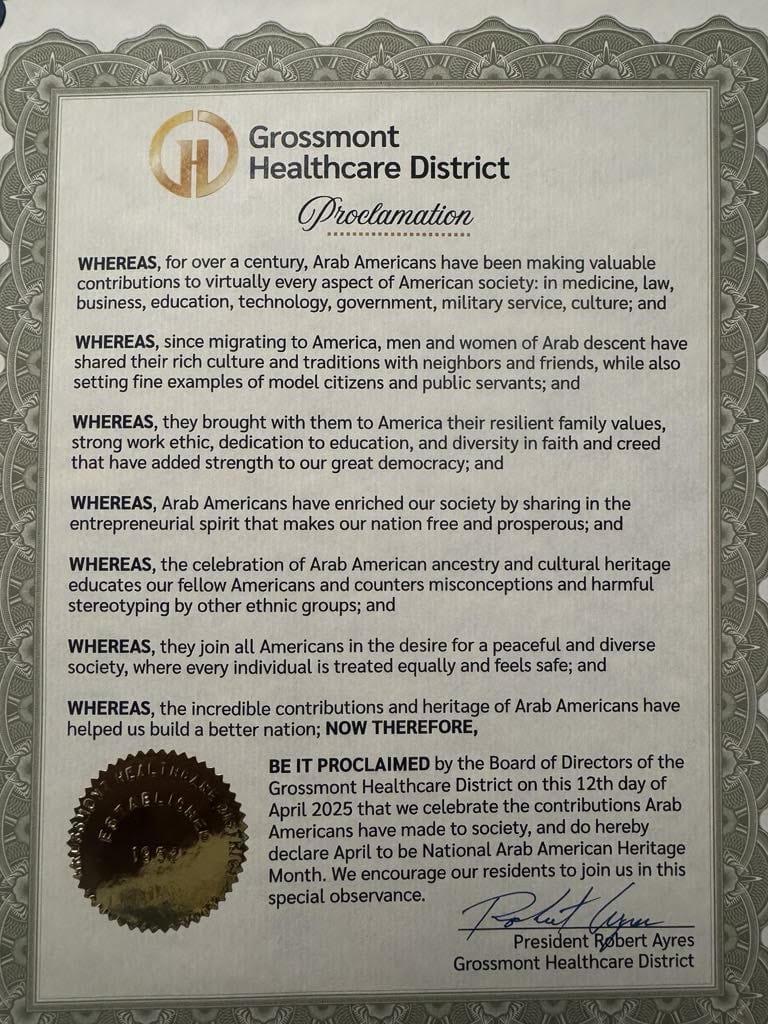 Grossmont
Healthcare District
Proclamation
WHEREAS, for over a century, Arab Americans have been making valuable
contributions to virtually every aspect of American society: in medicine, law,
business, education, technology, government, military service, culture; and
WHEREAS, since migrating to America, men and women of Arab descent have
shared their rich culture and traditions with neighbors and friends, while also
setting fine examples of model citizens and public servants; and
WHEREAS, they brought with them to America their resilient family values,
strong work ethic, dedication to education, and diversity in faith and creed
that have added strength to our great democracy; and
WHEREAS, Arab Americans have enriched our society by sharing in the
entrepreneurial spirit that makes our nation free and prosperous; and
WHEREAS, the celebration of Arab American ancestry and cultural heritage
educates our fellow Americans and counters misconceptions and harmful
stereotyping by other ethnic groups; and
WHEREAS, they join all Americans in the desire for a peaceful and diverse
society, where every individual is treated equally and feels safe; and
WHEREAS, the incredible contributions and heritage of Arab Americans have
helped us build a better nation; NOW THEREFORE,
BE IT PROCLAIMED by the Board of Directors of the
Grossmont Healthcare District on this 12th day of
April 2025 that we celebrate the contributions Arab
Americans have made to society, and do hereby
declare April to be National Arab American Heritage
Month. We encourage our residents to join us in this
special observance.
Robert Ayres
President Robert Ayres
Grossmont Healthcare District
GROSSMONT HEALTHCARE DISTRICT
ESTABLISHED
1952